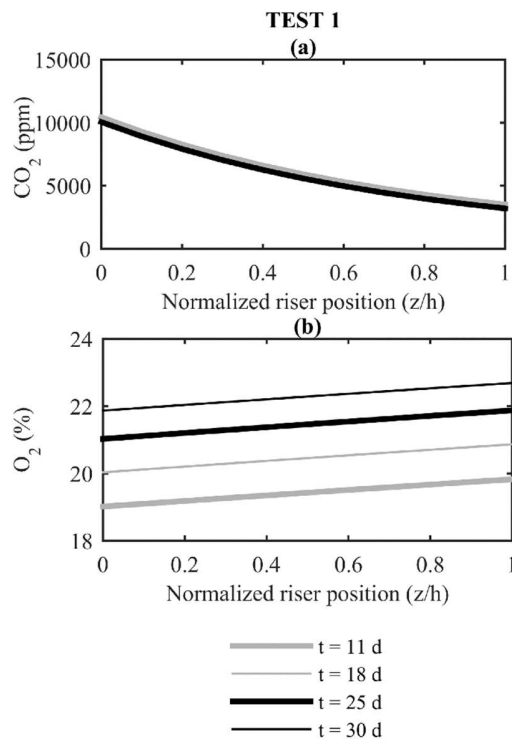 TEST 1
(a)
15000
10000
5000
0
CO2 (ppm)
0 0.2 0.4 0.6 0.8 1
Normalized riser position (z/h)
(b)
24
22
20
18
O2 (%)
0 0.2 0.4 0.6 0.8 1
Normalized riser position (z/h)
t = 11 d
t = 18 d
t = 25 d
t = 30 d